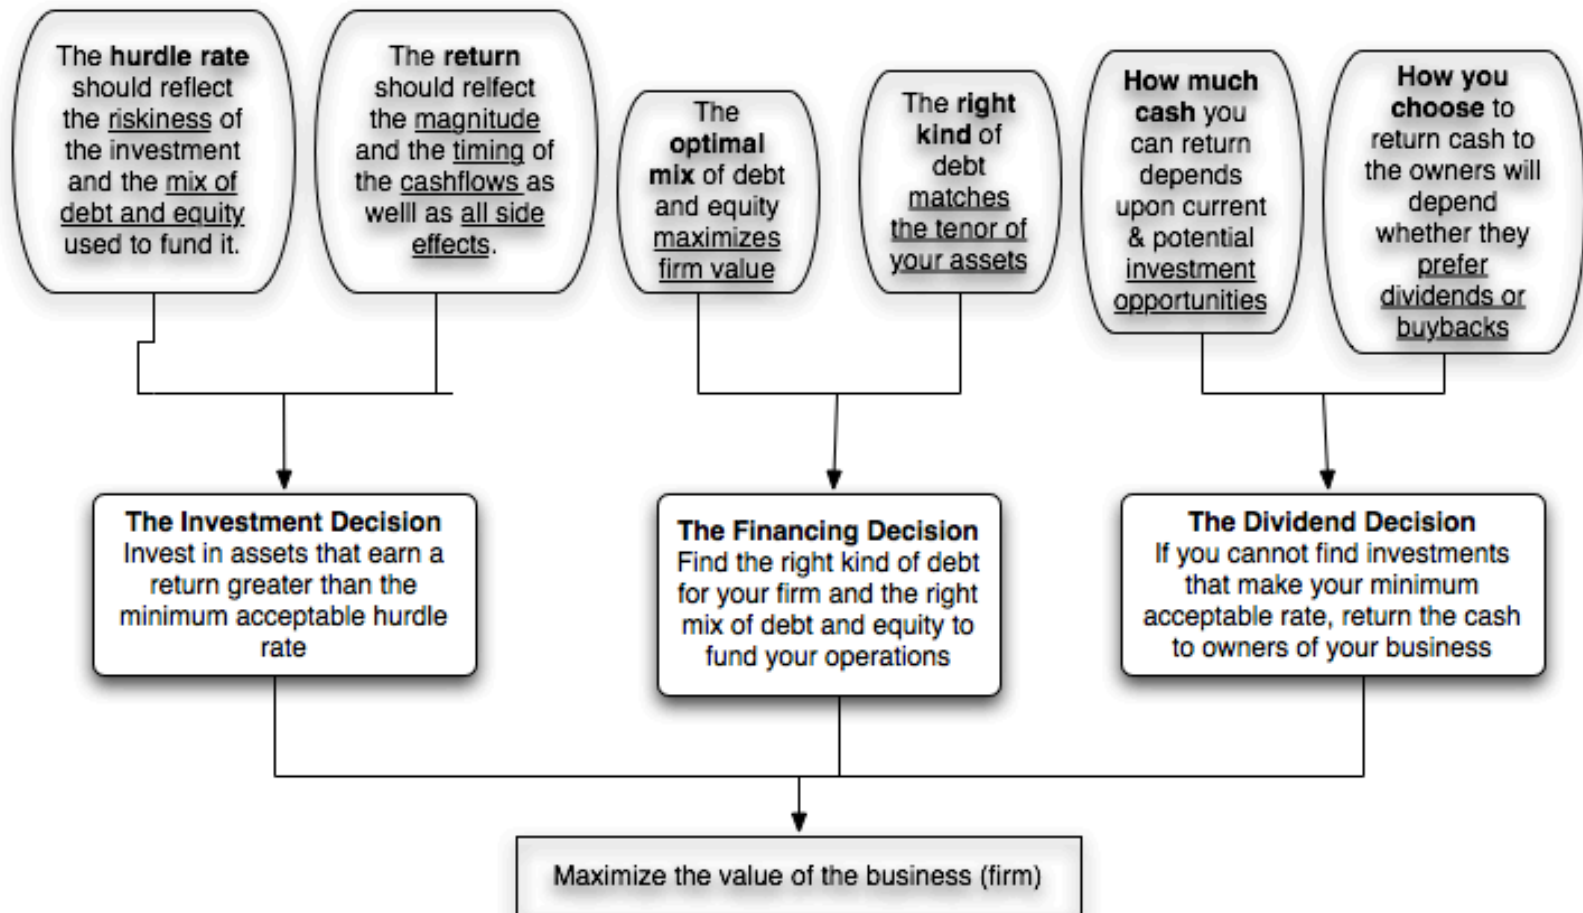 The hurdle rate
should reflect
the riskiness of
the investment
and the mix of
debt and equity
used to fund it.
The return
should relfect
the magnitude
and the timing of
the cashflows as
welll as all side
effects.
The
optimal
mix of debt
and equity
maximizes
firm value
The right
kind of
debt
matches
the tenor of
your assets
How much
cash you
can return
depends
upon current
& potential
investment
opportunities
How you
choose to
return cash to
the owners will
depend
whether they
prefer
dividends or
buybacks
The Investment Decision
Invest in assets that earn a
return greater than the
minimum acceptable hurdle
rate
The Financing Decision
Find the right kind of debt
for your firm and the right
mix of debt and equity to
fund your operations
The Dividend Decision
If you cannot find investments
that make your minimum
acceptable rate, return the cash
to owners of your business
Maximize the value of the business (firm)